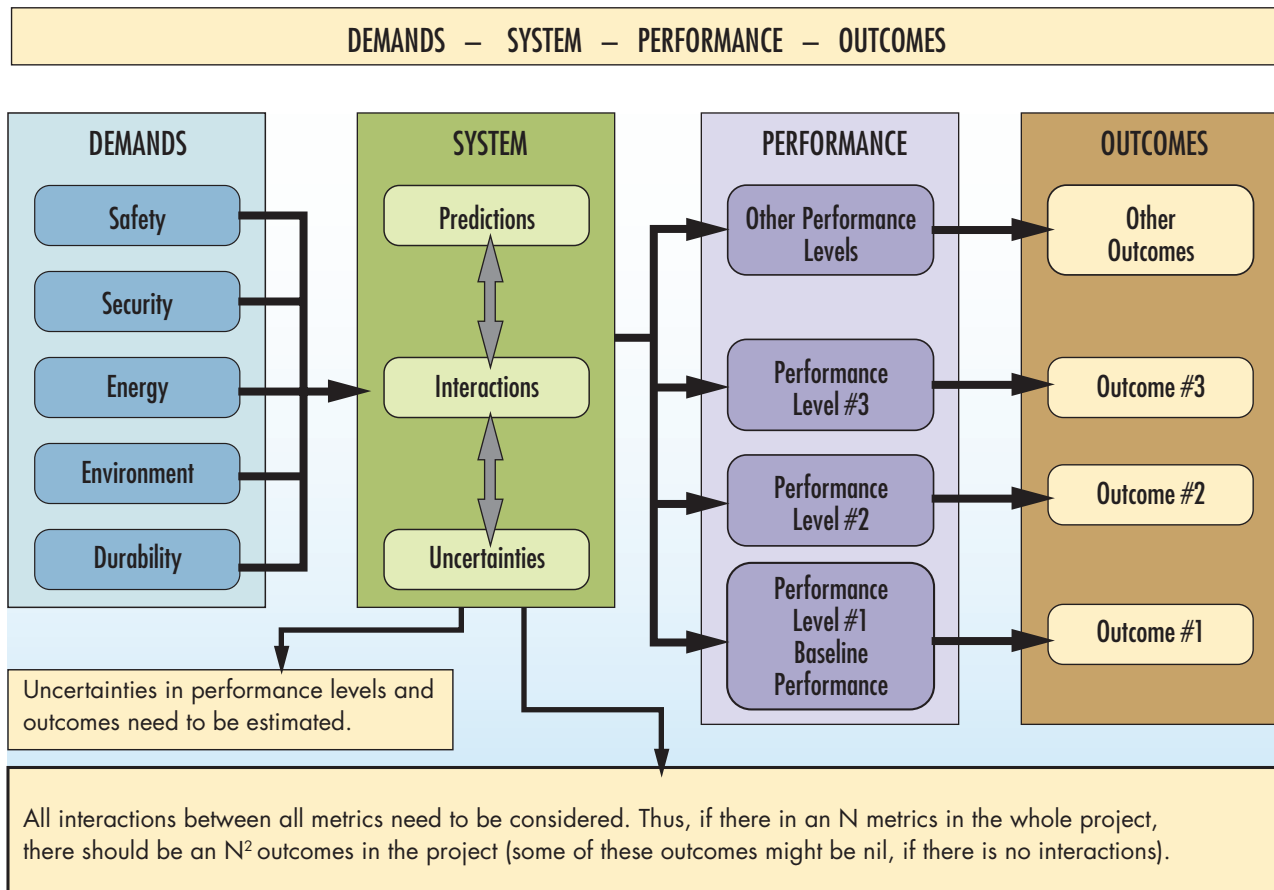 DEMANDS – SYSTEM – PERFORMANCE – OUTCOMES
DEMANDS
Safety
Security
Energy
Environment
Durability
SYSTEM
Predictions
Interactions
Uncertainties
PERFORMANCE
Other Performance
Levels
Performance
Level #3
Performance
Level #2
Performance
Level #1
Baseline
Performance
OUTCOMES
Other
Outcomes
Outcome #3
Outcome #2
Outcome #1
Uncertainties in performance levels and
outcomes need to be estimated.
All interactions between all metrics need to be considered. Thus, if there in an N metrics in the whole project,
there should be an N² outcomes in the project (some of these outcomes might be nil, if there is no interactions).